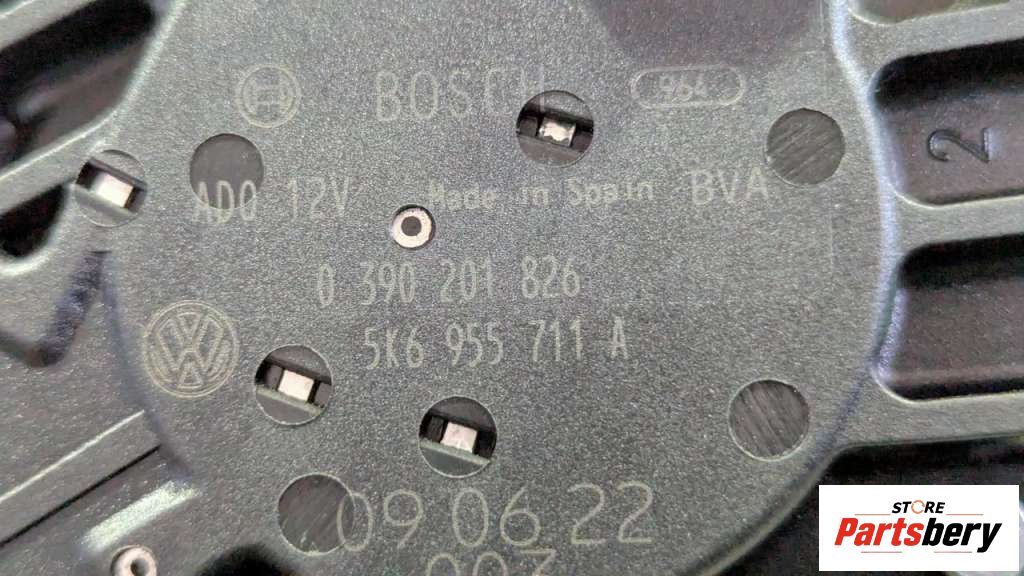 BOSCH 964
2
ADQ 12V Made in Spain BVA
0 390 201 826
5K6 955 711 A
09 06 22
003
STORE
Partsbery